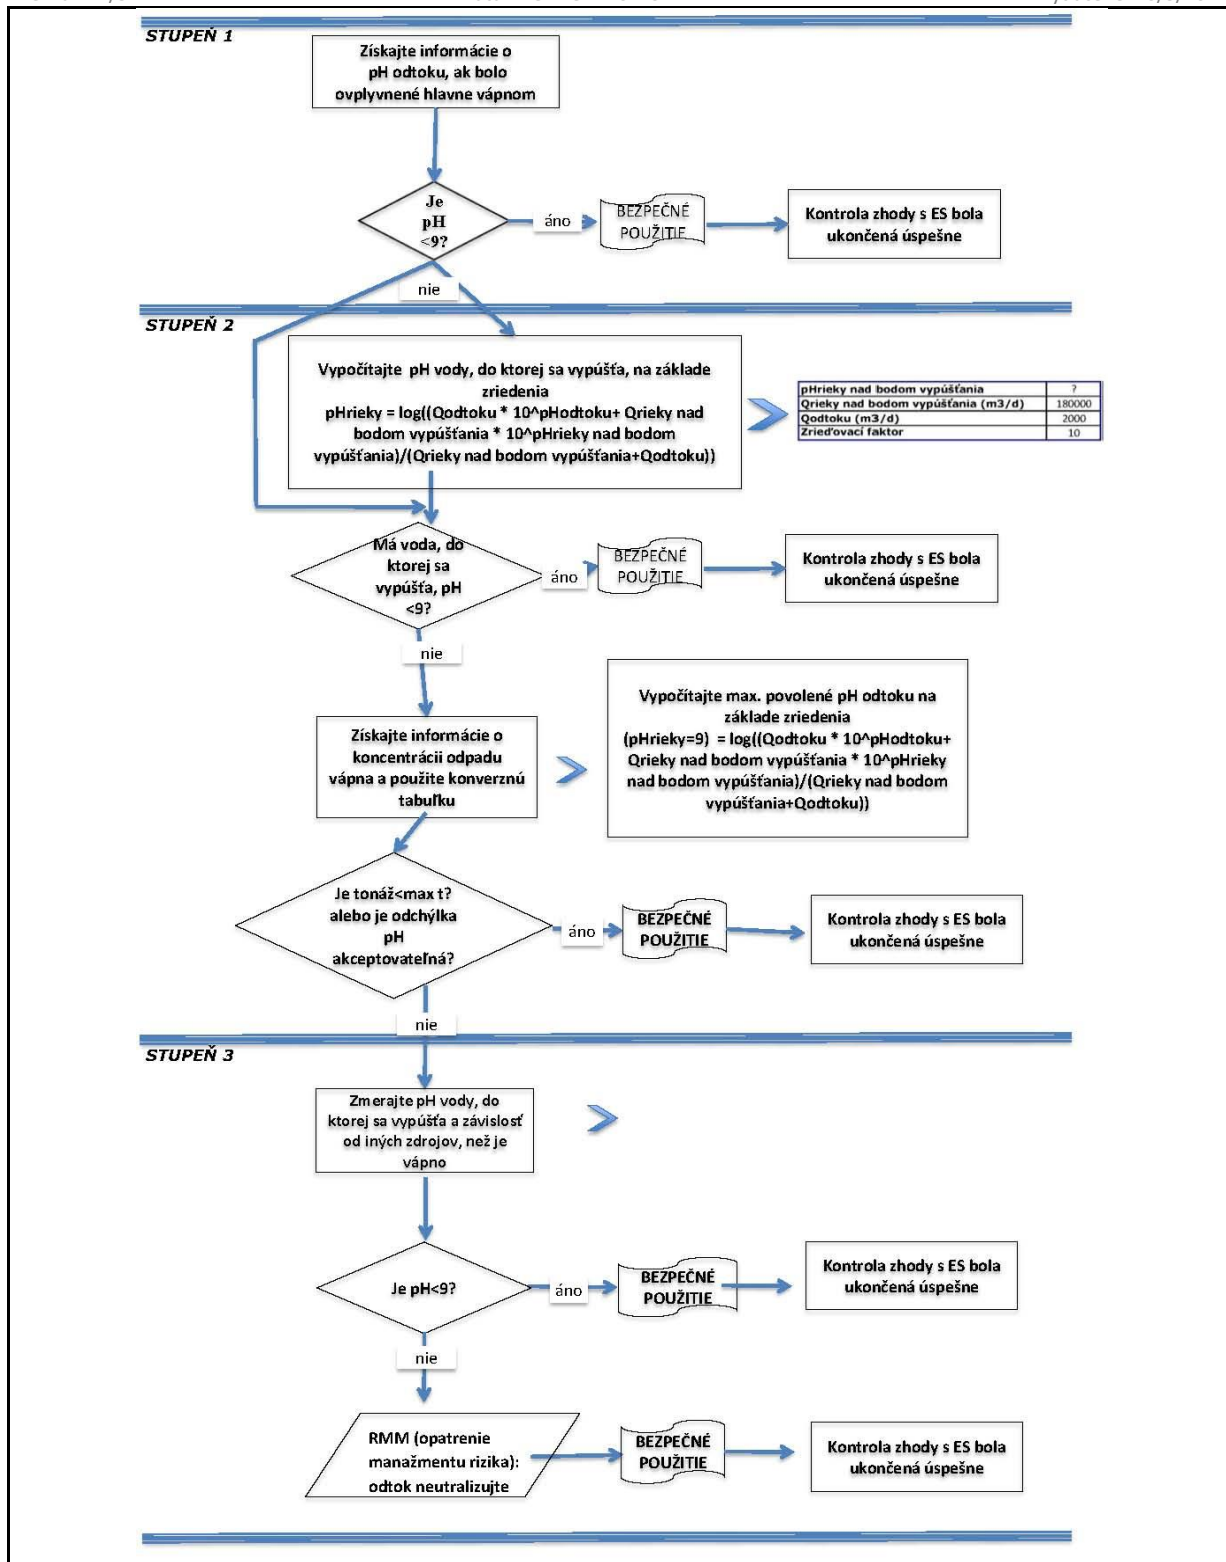 STUPEŇ 1
Získajte informácie o
pH odtoku, ak bolo
ovplyvnené hlavne vápnom
Je
pH
<9?
áno
BEZPEČNÉ
POUŽITIE
Kontrola zhody s ES bola
ukončená úspešne
nie
STUPEŇ 2
Vypočítajte pH vody, do ktorej sa vypúšťa, na základe
zriedenia
pHrieky = log((Qodtoku * 10^pHodtoku+ Qrieky nad
bodom vypúšťania * 10^pHrieky nad bodom
vypúšťania)/(Qrieky nad bodom vypúšťania+Qodtoku))
pHrieky nad bodom vypúšťania ?
Qrieky nad bodom vypúšťania (m3/d) 180000
Qodtoku (m3/d) 2000
Zrieďovací faktor 10
Má voda, do
ktorej sa
vypúšťa, pH
<9?
áno
BEZPEČNÉ
POUŽITIE
Kontrola zhody s ES bola
ukončená úspešne
nie
Získajte informácie o
koncentrácii odpadu
vápna a použite konverznú
tabuľku
Vypočítajte max. povolené pH odtoku na
základe zriedenia
(pHrieky=9) = log((Qodtoku * 10^pHodtoku+
Qrieky nad bodom vypúšťania * 10^pHrieky
nad bodom vypúšťania)/(Qrieky nad bodom
vypúšťania+Qodtoku))
Je tonáž<max t?
alebo je odchýlka
pH
akceptovateľná?
áno
BEZPEČNÉ
POUŽITIE
Kontrola zhody s ES bola
ukončená úspešne
nie
STUPEŇ 3
Zmerajte pH vody, do
ktorej sa vypúšťa a závislosť
od iných zdrojov, než je
vápno
Je pH<9?
áno
BEZPEČNÉ
POUŽITIE
Kontrola zhody s ES bola
ukončená úspešne
nie
RMM (opatrenie
manažmentu rizika):
odtok neutralizujte
BEZPEČNÉ
POUŽITIE
Kontrola zhody s ES bola
ukončená úspešne